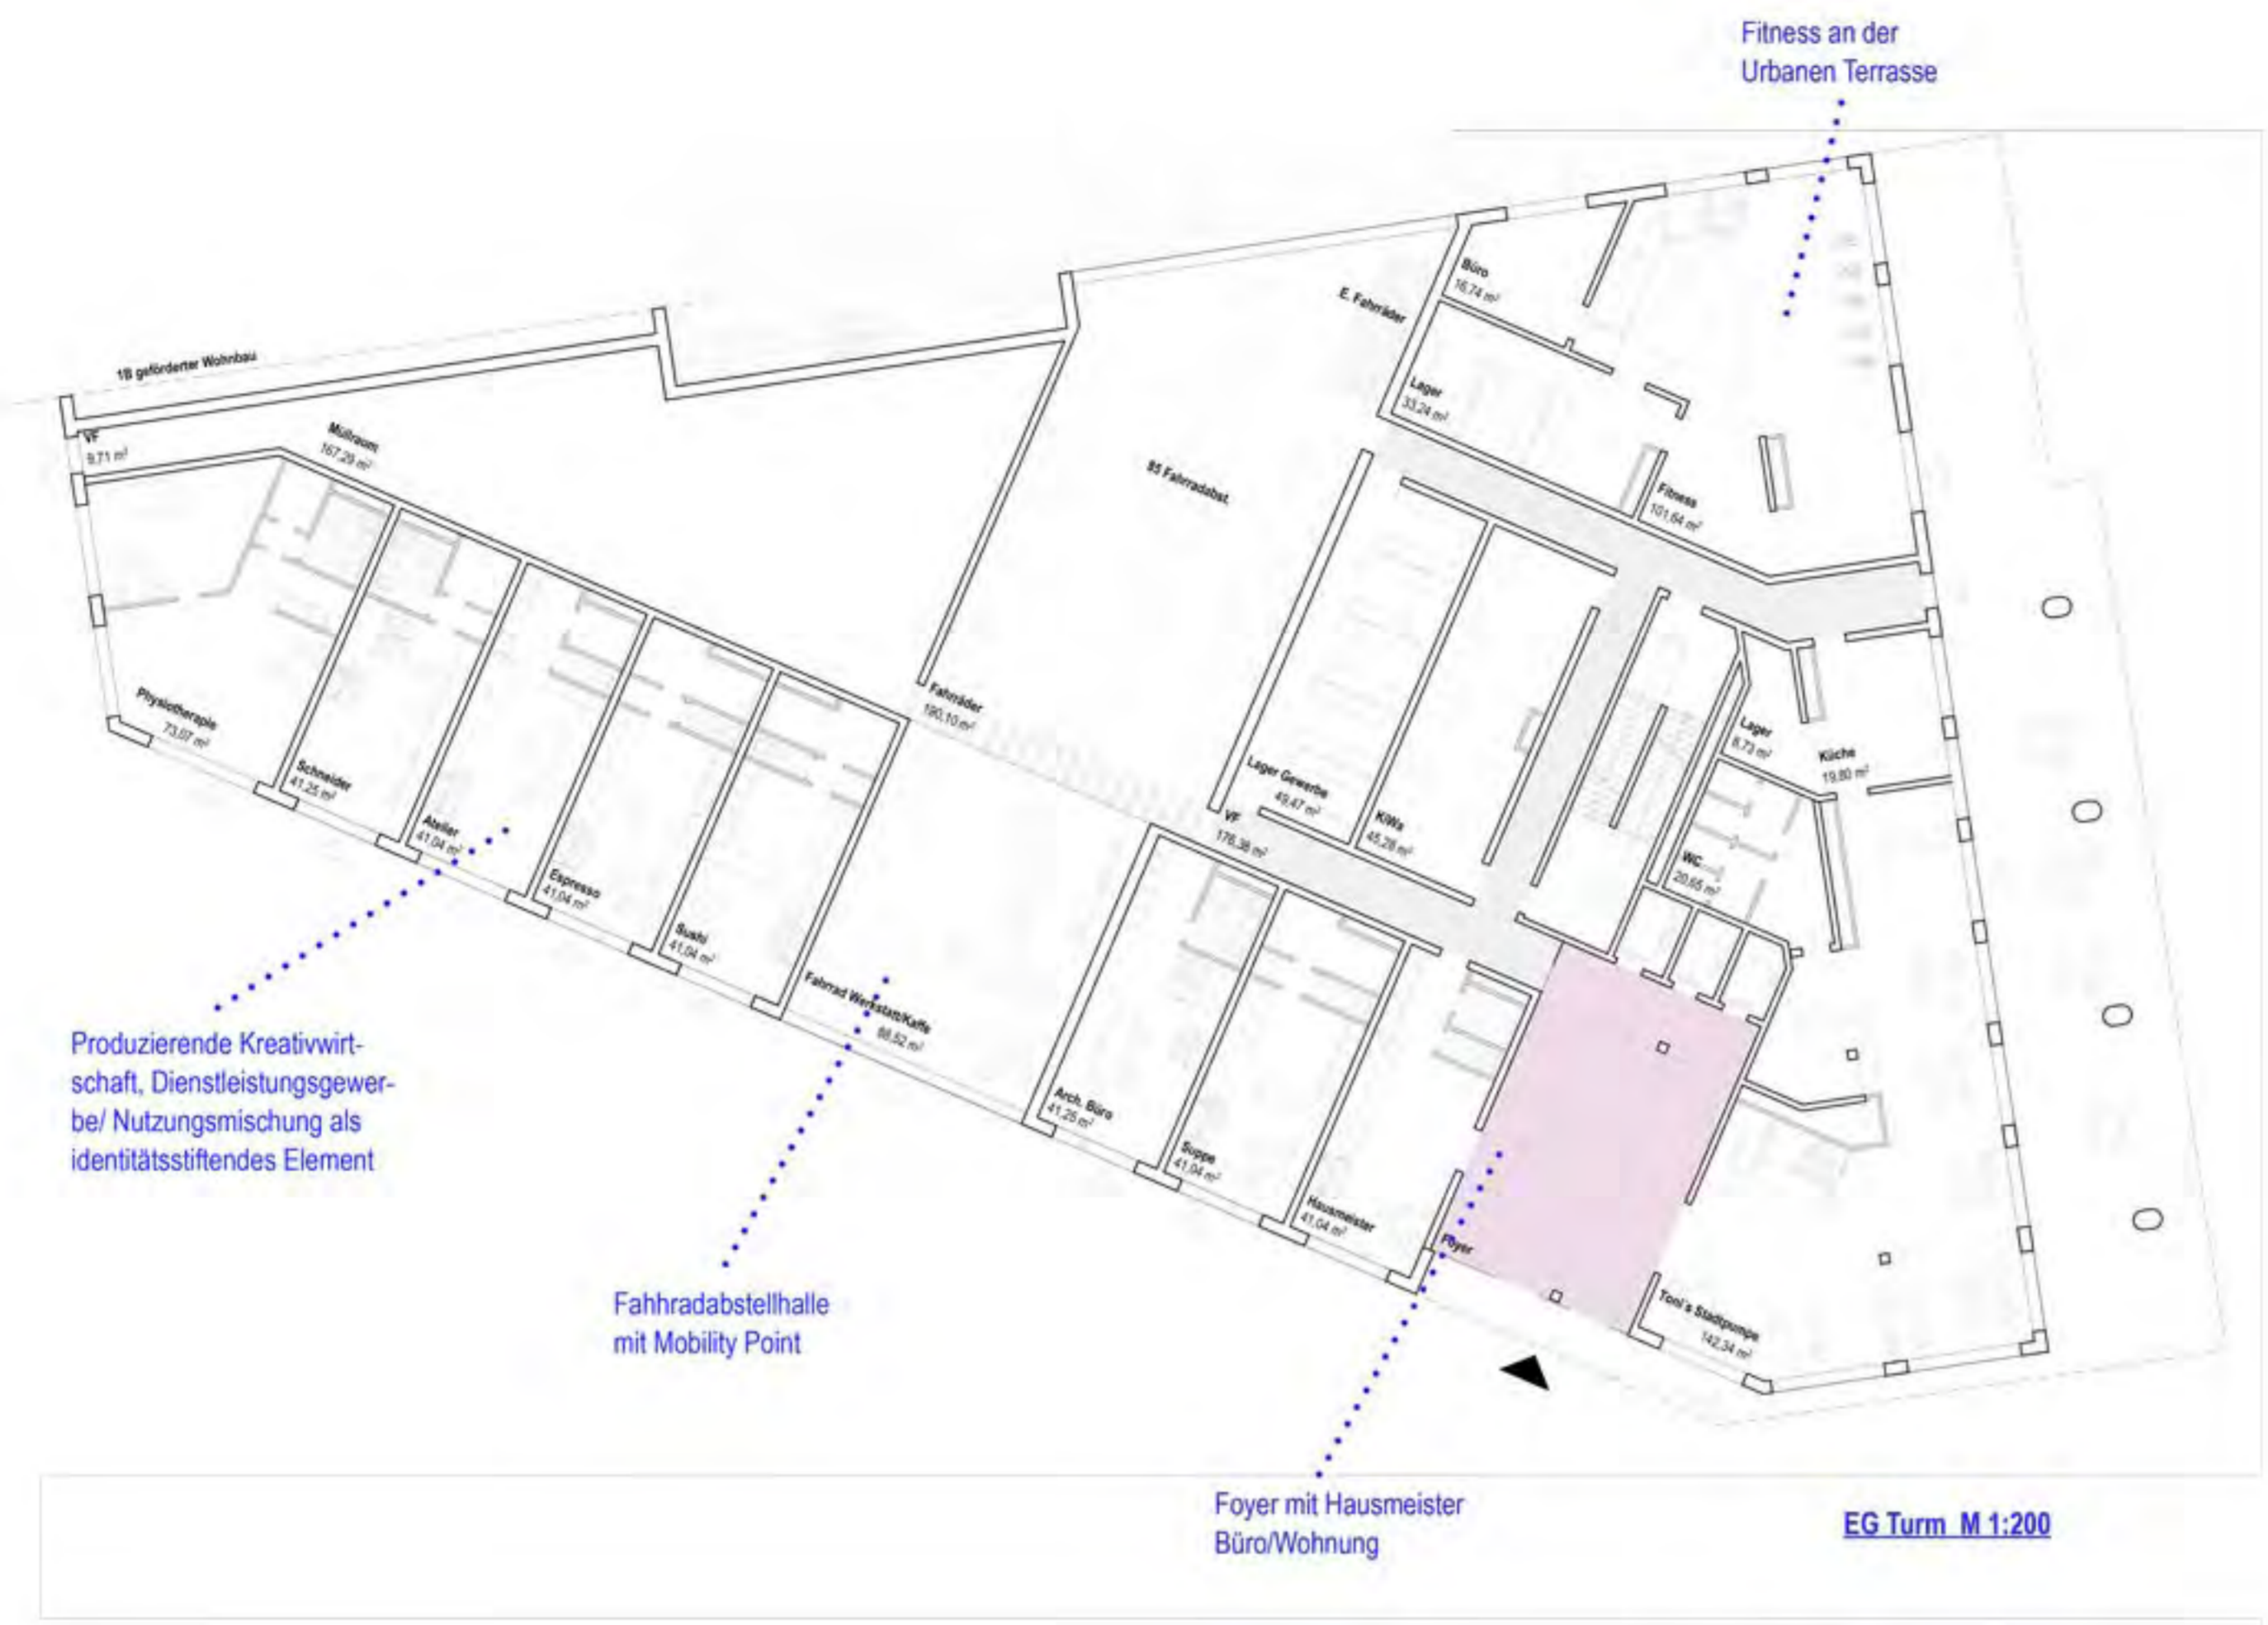 Fitness an der
Urbanen Terrasse
Büro
16,74 m²
E. Fahrräder
1B geförderter Wohnbau
Lager
33,24 m²
VF
9,71 m²
Müllraum
167,29 m²
85 Fahrradabst.
Fitness
101,64 m²
Physiotherapie
73,07 m²
Fahrräder
190,10 m²
Lager
8,73 m²
Küche
19,80 m²
Schneider
41,25 m²
Lager Gewerbe
49,47 m²
Atelier
41,04 m²
VF
176,36 m²
KiWa
45,28 m²
WC
20,65 m²
Espresso
41,04 m²
Sushi
41,04 m²
Fahrrad Werkstatt/Kaffe
88,52 m²
Produzierende Kreativwirt-
schaft, Dienstleistungsgewer-
be/ Nutzungsmischung als
identitätsstiftendes Element
Arch. Büro
41,25 m²
Suppe
41,04 m²
Hausmeister
41,04 m²
Foyer
Toni´s Stadtpumpe
142,34 m²
Fahhradabstellhalle
mit Mobility Point
Foyer mit Hausmeister
Büro/Wohnung
EG Turm M 1:200